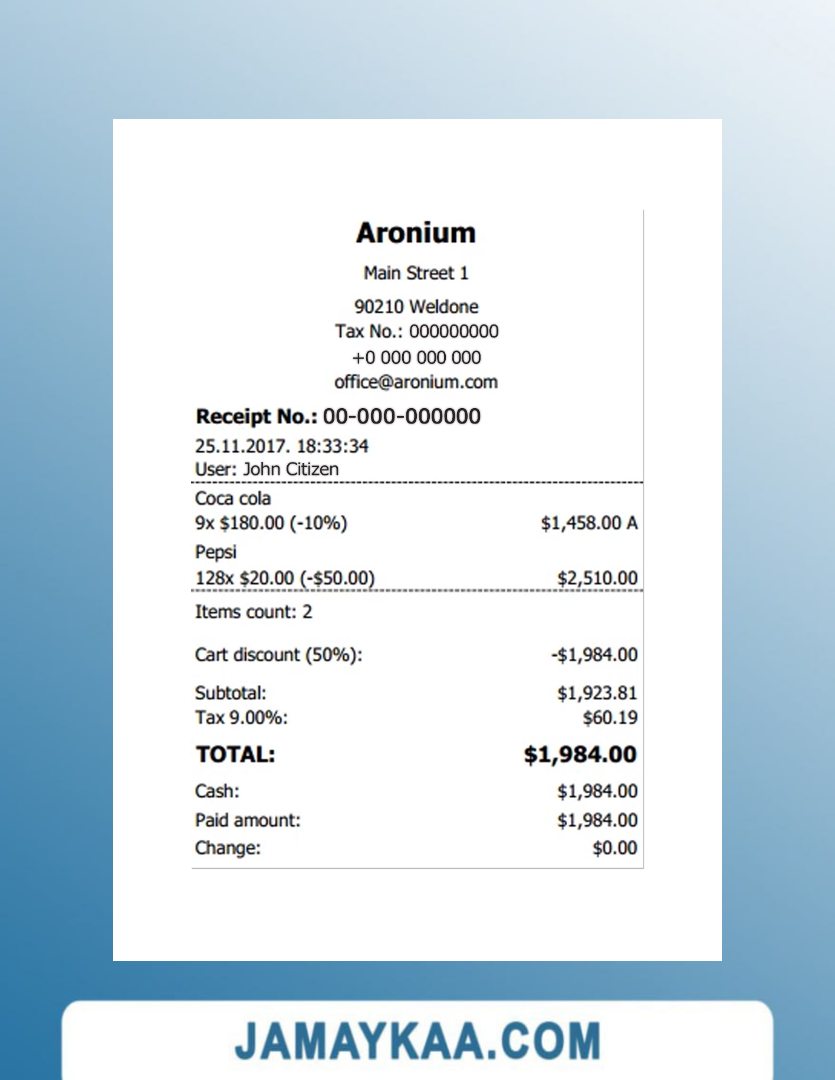 Aronium
Main Street 1
90210 Weldone
Tax No.: 000000000
+0 000 000 000
office@aronium.com
Receipt No.: 00-000-000000
25.11.2017. 18:33:34
User: John Citizen
Coca cola
9x $180.00 (-10%) $1,458.00 A
Pepsi
128x $20.00 (-$50.00) $2,510.00
Items count: 2
Cart discount (50%): -$1,984.00
Subtotal: $1,923.81
Tax 9.00%: $60.19
TOTAL: $1,984.00
Cash: $1,984.00
Paid amount: $1,984.00
Change: $0.00
JAMAYKAA.COM